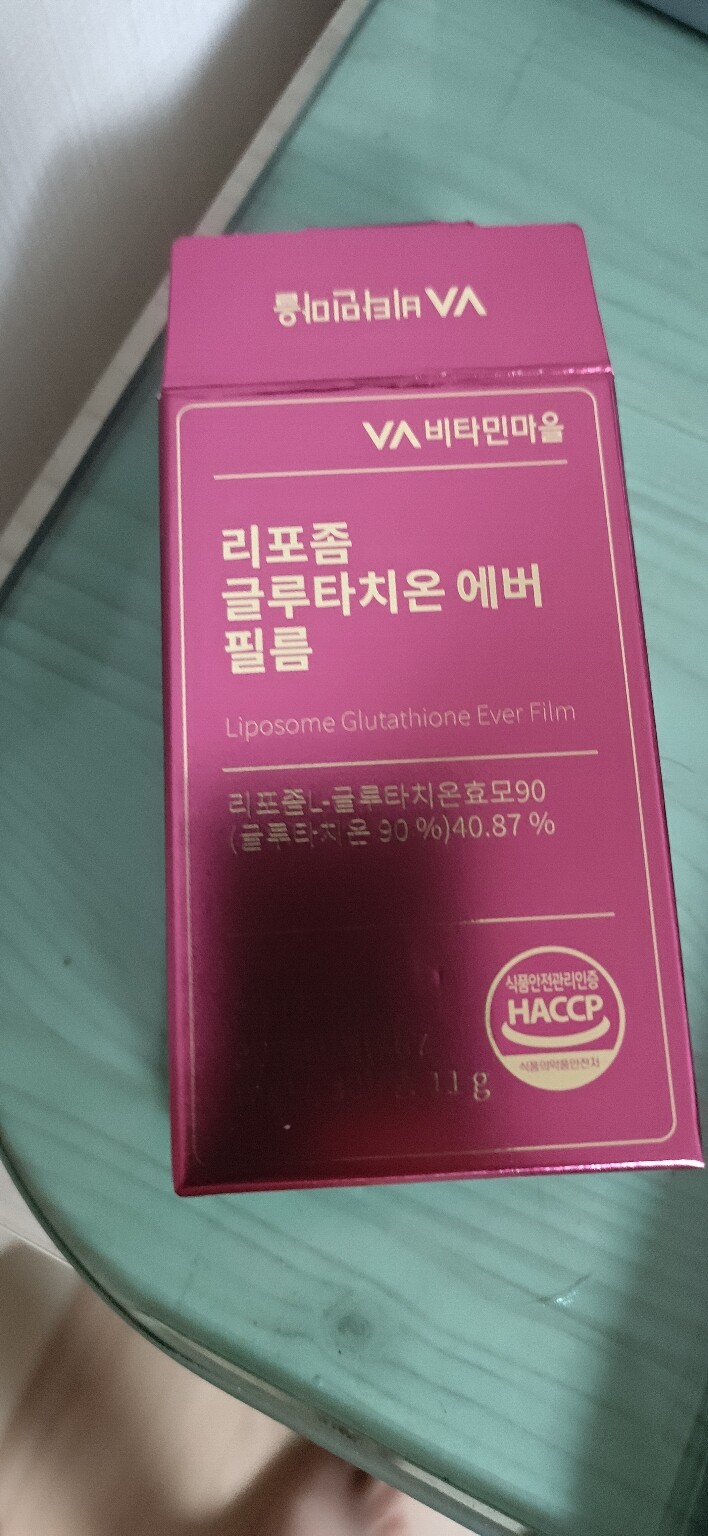 VA 비타민마을
VA 비타민마을
리포좀
글루타치온 에버
필름
Liposome Glutathione Ever Film
리포좀L-글루타치온효모90
(글루타치온 90 %)40.87 %
식품안전관리인증
HACCP
식품의약품안전처
11 g